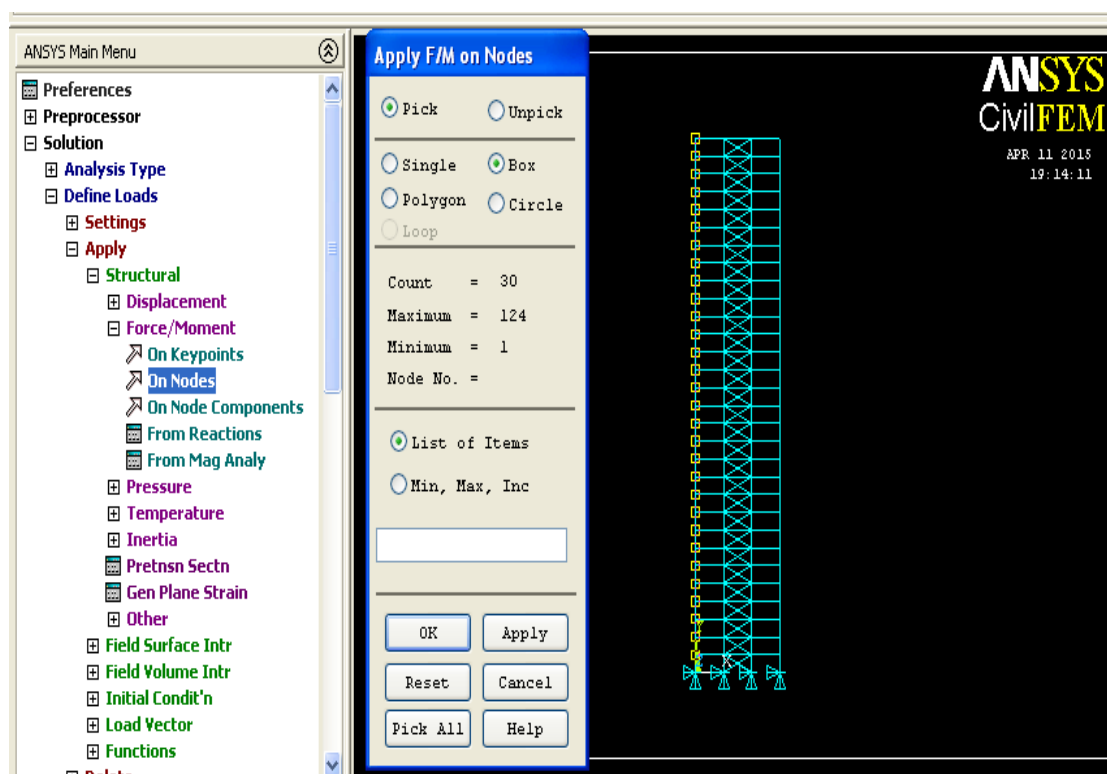 ANSYS Main Menu
Preferences
Preprocessor
Solution
Analysis Type
Define Loads
Settings
Apply
Structural
Displacement
Force/Moment
On Keypoints
On Nodes
On Node Components
From Reactions
From Mag Analy
Pressure
Temperature
Inertia
Pretnsn Sectn
Gen Plane Strain
Other
Field Surface Intr
Field Volume Intr
Initial Condit'n
Load Vector
Functions
Delete
Apply F/M on Nodes
Pick Unpick
Single Box
Polygon Circle
Loop
Count = 30
Maximum = 124
Minimum = 1
Node No. =
List of Items
Min, Max, Inc
OK Apply
Reset Cancel
Pick All Help
ANSYS
CivilFEM
APR 11 2015
19:14:11
X